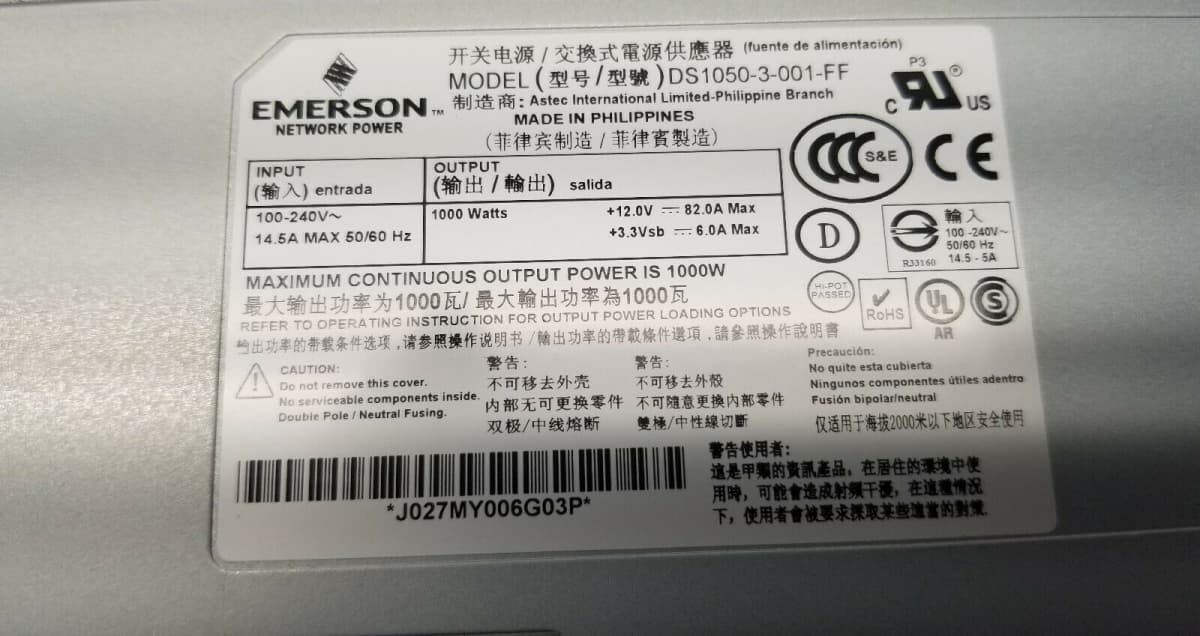 开关电源 / 交換式電源供應器 (fuente de alimentación)
MODEL (型号/型號)DS1050-3-001-FF
制造商: Astec International Limited-Philippine Branch
MADE IN PHILIPPINES
(菲律宾制造 / 菲律賓製造)
EMERSON™
NETWORK POWER
P3
C UR ® US
INPUT
(输入) entrada
OUTPUT
(输出 / 輸出) salida
100-240V～
14.5A MAX 50/60 Hz
1000 Watts
+12.0V ⎓ 82.0A Max
+3.3Vsb ⎓ 6.0A Max
CCC S&E
CE
D
輸入
100 -240V～
50/60 Hz
14.5 - 5A
R33160
MAXIMUM CONTINUOUS OUTPUT POWER IS 1000W
最大输出功率为1000瓦/ 最大輸出功率為1000瓦
REFER TO OPERATING INSTRUCTION FOR OUTPUT POWER LOADING OPTIONS
输出功率的带载条件选项 ,请参照操作说明书 / 輸出功率的帶載條件選項 , 請參照操作說明書
HI-POT
PASSED
RoHS
UL
AR
S
CAUTION:
Do not remove this cover.
No serviceable components inside.
Double Pole / Neutral Fusing.
警告:
不可移去外壳
内部无可更换零件
双极/中线熔断
警告:
不可移去外殼
不可隨意更換內部零件
雙極/中性線切斷
Precaución:
No quite esta cubierta
Ningunos componentes útiles adentro
Fusión bipolar/neutral
仅适用于海拔2000米以下地区安全使用
*J027MY006G03P*
警告使用者:
這是甲類的資訊產品，在居住的環境中使
用時，可能會造成射頻干擾，在這種情況
下，使用者會被要求採取某些適當的對策.